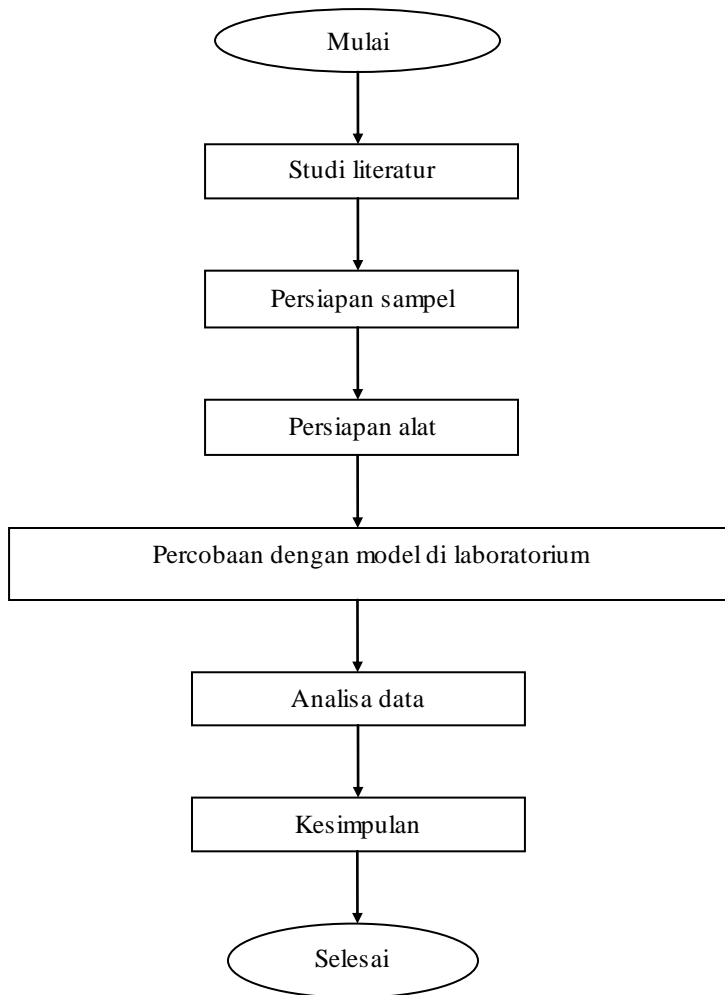 Mulai
Studi literatur
Persiapan sampel
Persiapan alat
Percobaan dengan model di laboratorium
Analisa data
Kesimpulan
Selesai